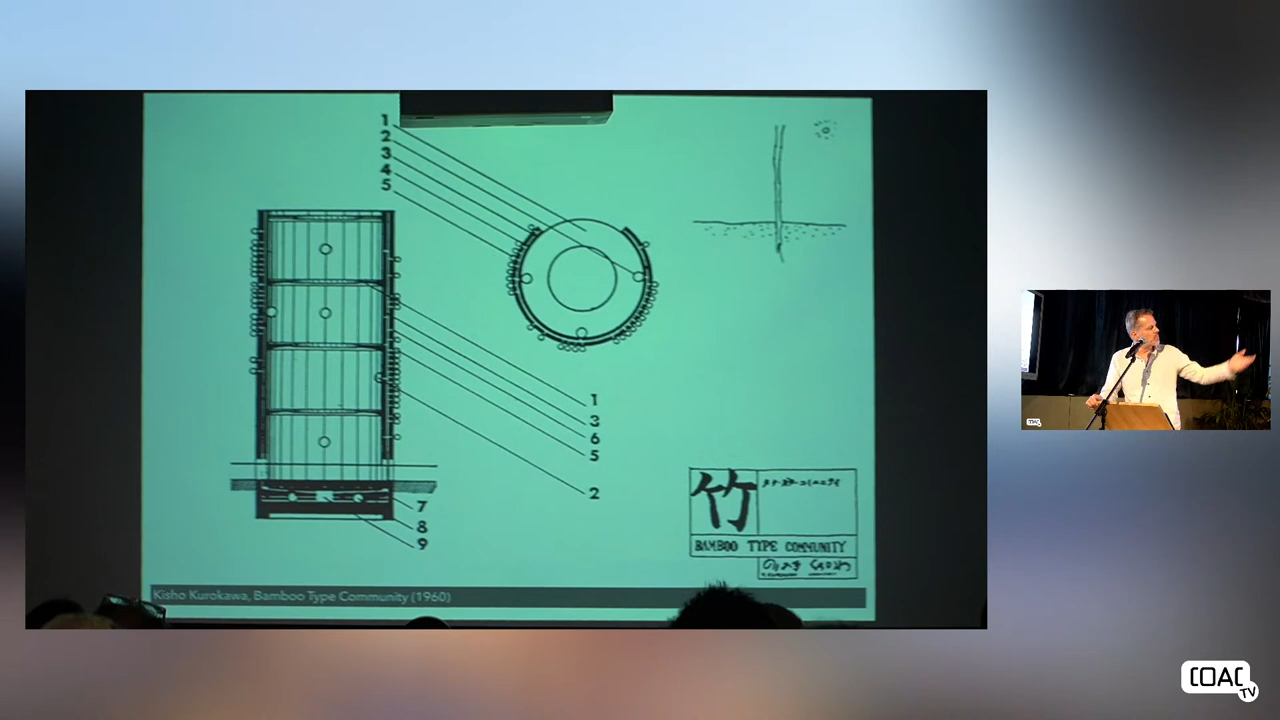 1
2
3
4
5
1
3
6
5
2
7
8
9
竹
BAMBOO TYPE COMMUNITY
Kisho Kurokawa, Bamboo Type Community (1960)
COAC
COAC
TV